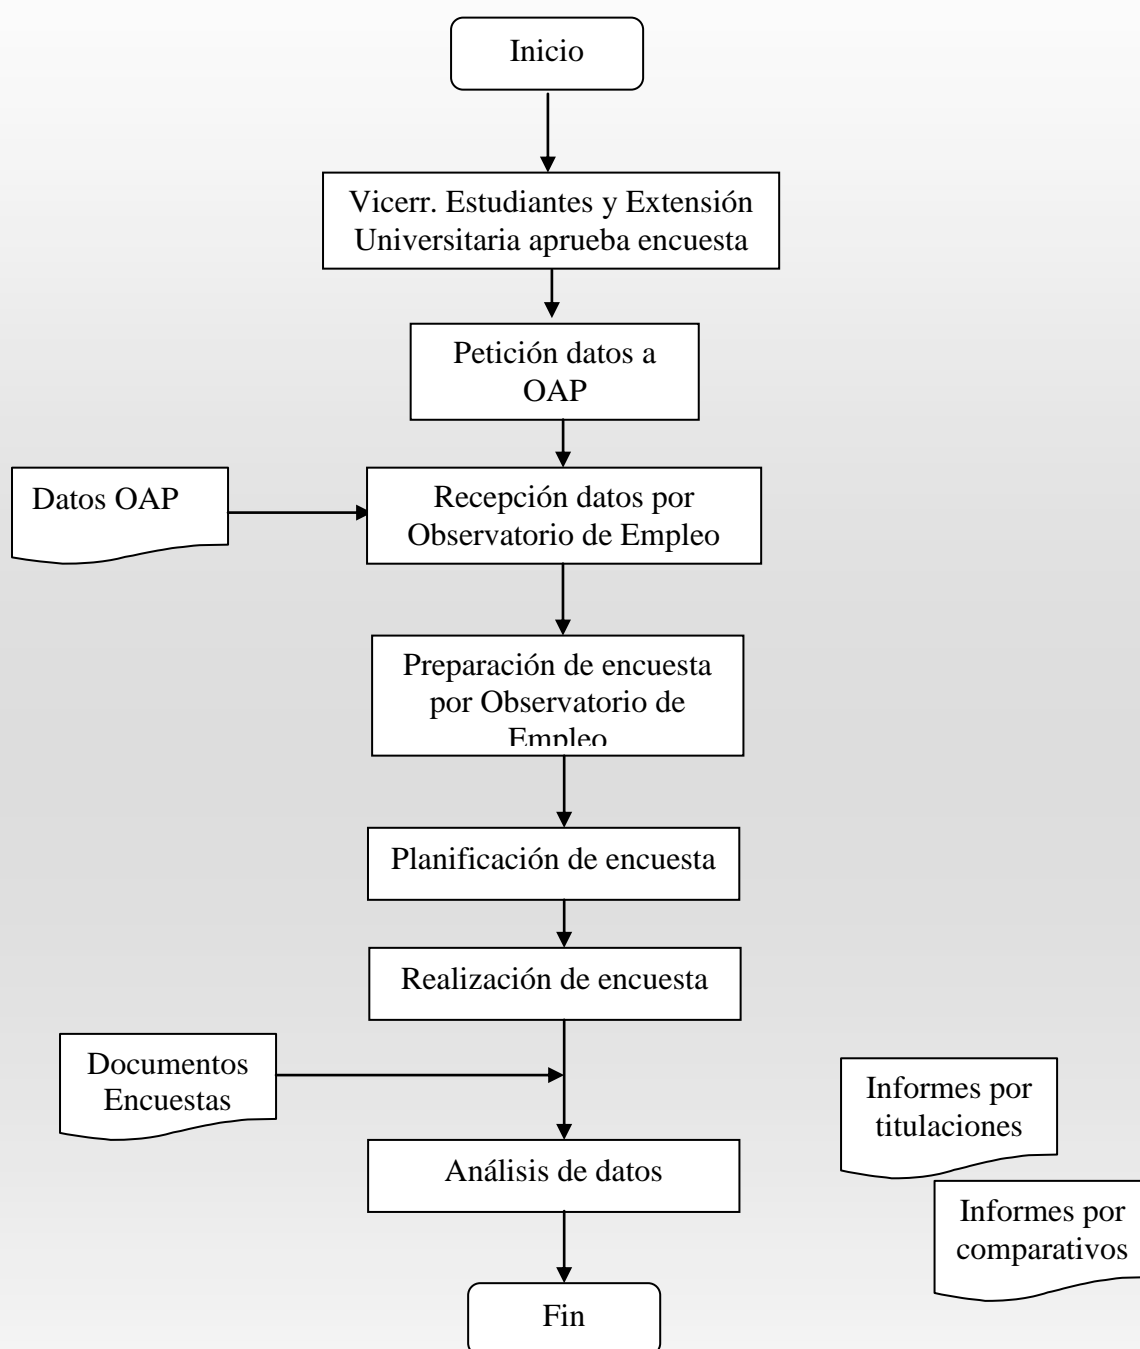 Inicio
Vicerr. Estudiantes y Extensión
Universitaria aprueba encuesta
Petición datos a
OAP
Datos OAP
Recepción datos por
Observatorio de Empleo
Preparación de encuesta
por Observatorio de
Empleo
Planificación de encuesta
Realización de encuesta
Documentos
Encuestas
Informes por
titulaciones
Análisis de datos
Informes por
comparativos
Fin